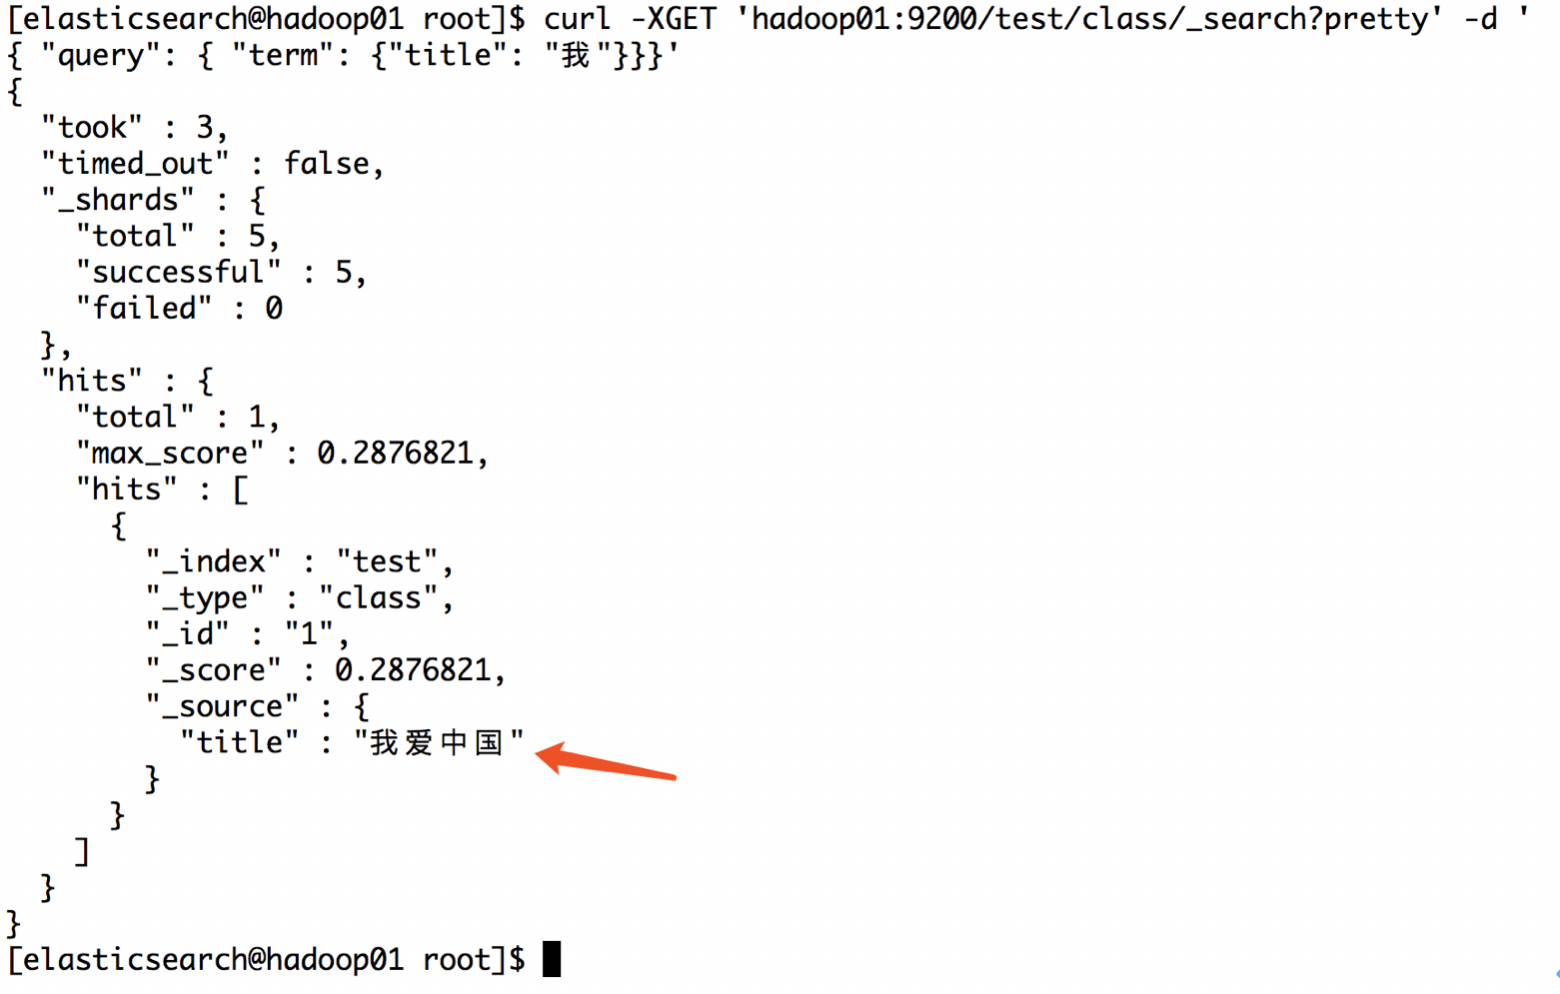 [elasticsearch@hadoop01 root]$ curl -XGET 'hadoop01:9200/test/class/_search?pretty' -d '
{ "query": { "term": {"title": "我"}}}'
{
  "took" : 3,
  "timed_out" : false,
  "_shards" : {
    "total" : 5,
    "successful" : 5,
    "failed" : 0
  },
  "hits" : {
    "total" : 1,
    "max_score" : 0.2876821,
    "hits" : [
      {
        "_index" : "test",
        "_type" : "class",
        "_id" : "1",
        "_score" : 0.2876821,
        "_source" : {
          "title" : "我爱中国"
        }
      }
    ]
  }
}
[elasticsearch@hadoop01 root]$